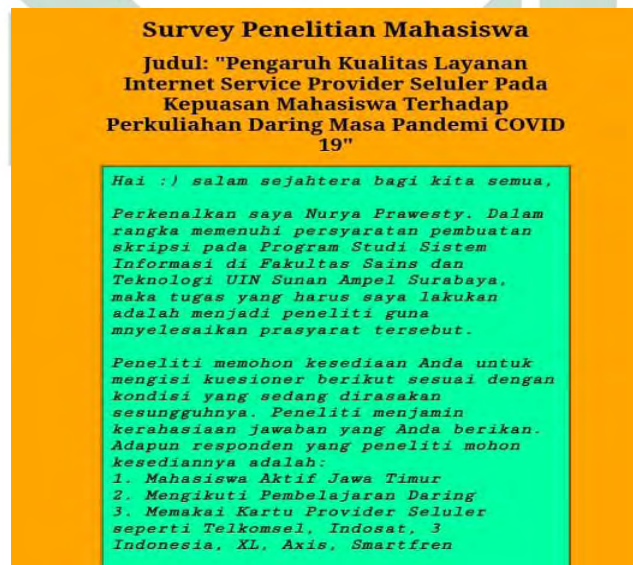 Survey Penelitian Mahasiswa
Judul: "Pengaruh Kualitas Layanan
Internet Service Provider Seluler Pada
Kepuasan Mahasiswa Terhadap
Perkuliahan Daring Masa Pandemi COVID
19"
Hai :) salam sejahtera bagi kita semua,
Perkenalkan saya Nurya Prawesty. Dalam
rangka memenuhi persyaratan pembuatan
skripsi pada Program Studi Sistem
Informasi di Fakultas Sains dan
Teknologi UIN Sunan Ampel Surabaya,
maka tugas yang harus saya lakukan
adalah menjadi peneliti guna
mnyelesaikan prasyarat tersebut.
Peneliti memohon kesediaan Anda untuk
mengisi kuesioner berikut sesuai dengan
kondisi yang sedang dirasakan
sesungguhnya. Peneliti menjamin
kerahasiaan jawaban yang Anda berikan.
Adapun responden yang peneliti mohon
kesediannya adalah:
1. Mahasiswa Aktif Jawa Timur
2. Mengikuti Pembelajaran Daring
3. Memakai Kartu Provider Seluler
seperti Telkomsel, Indosat, 3
Indonesia, XL, Axis, Smartfren